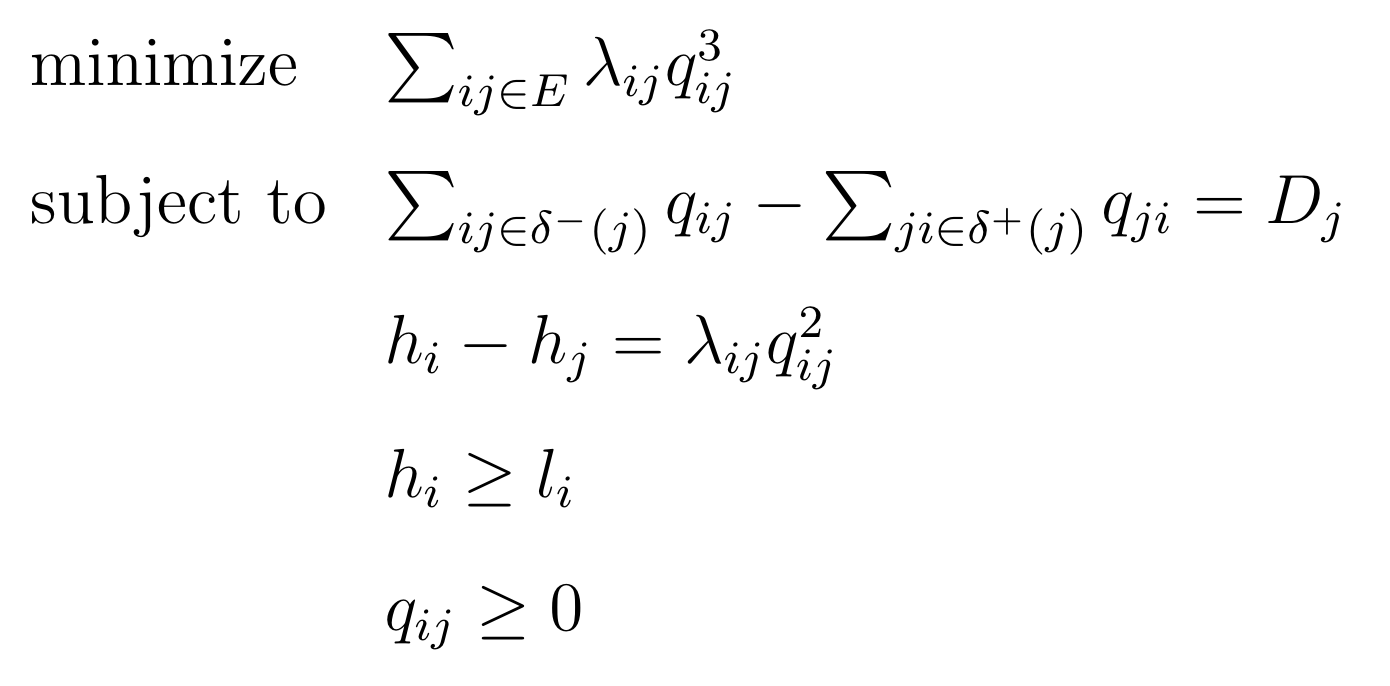 minimize ∑_{ij∈E} λ_{ij} q_{ij}^3
subject to ∑_{ij∈δ^-(j)} q_{ij} − ∑_{ji∈δ^+(j)} q_{ji} = D_j
h_i − h_j = λ_{ij} q_{ij}^2
h_i ≥ l_i
q_{ij} ≥ 0